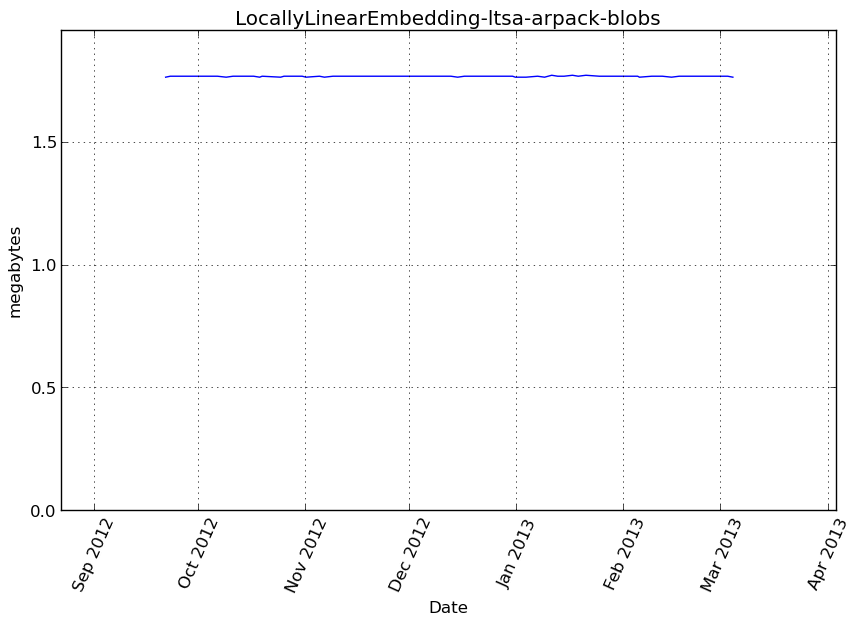 LocallyLinearEmbedding-ltsa-arpack-blobs
megabytes
1.5
1.0
0.5
0.0
Sep 2012
Oct 2012
Nov 2012
Dec 2012
Jan 2013
Feb 2013
Mar 2013
Apr 2013
Date